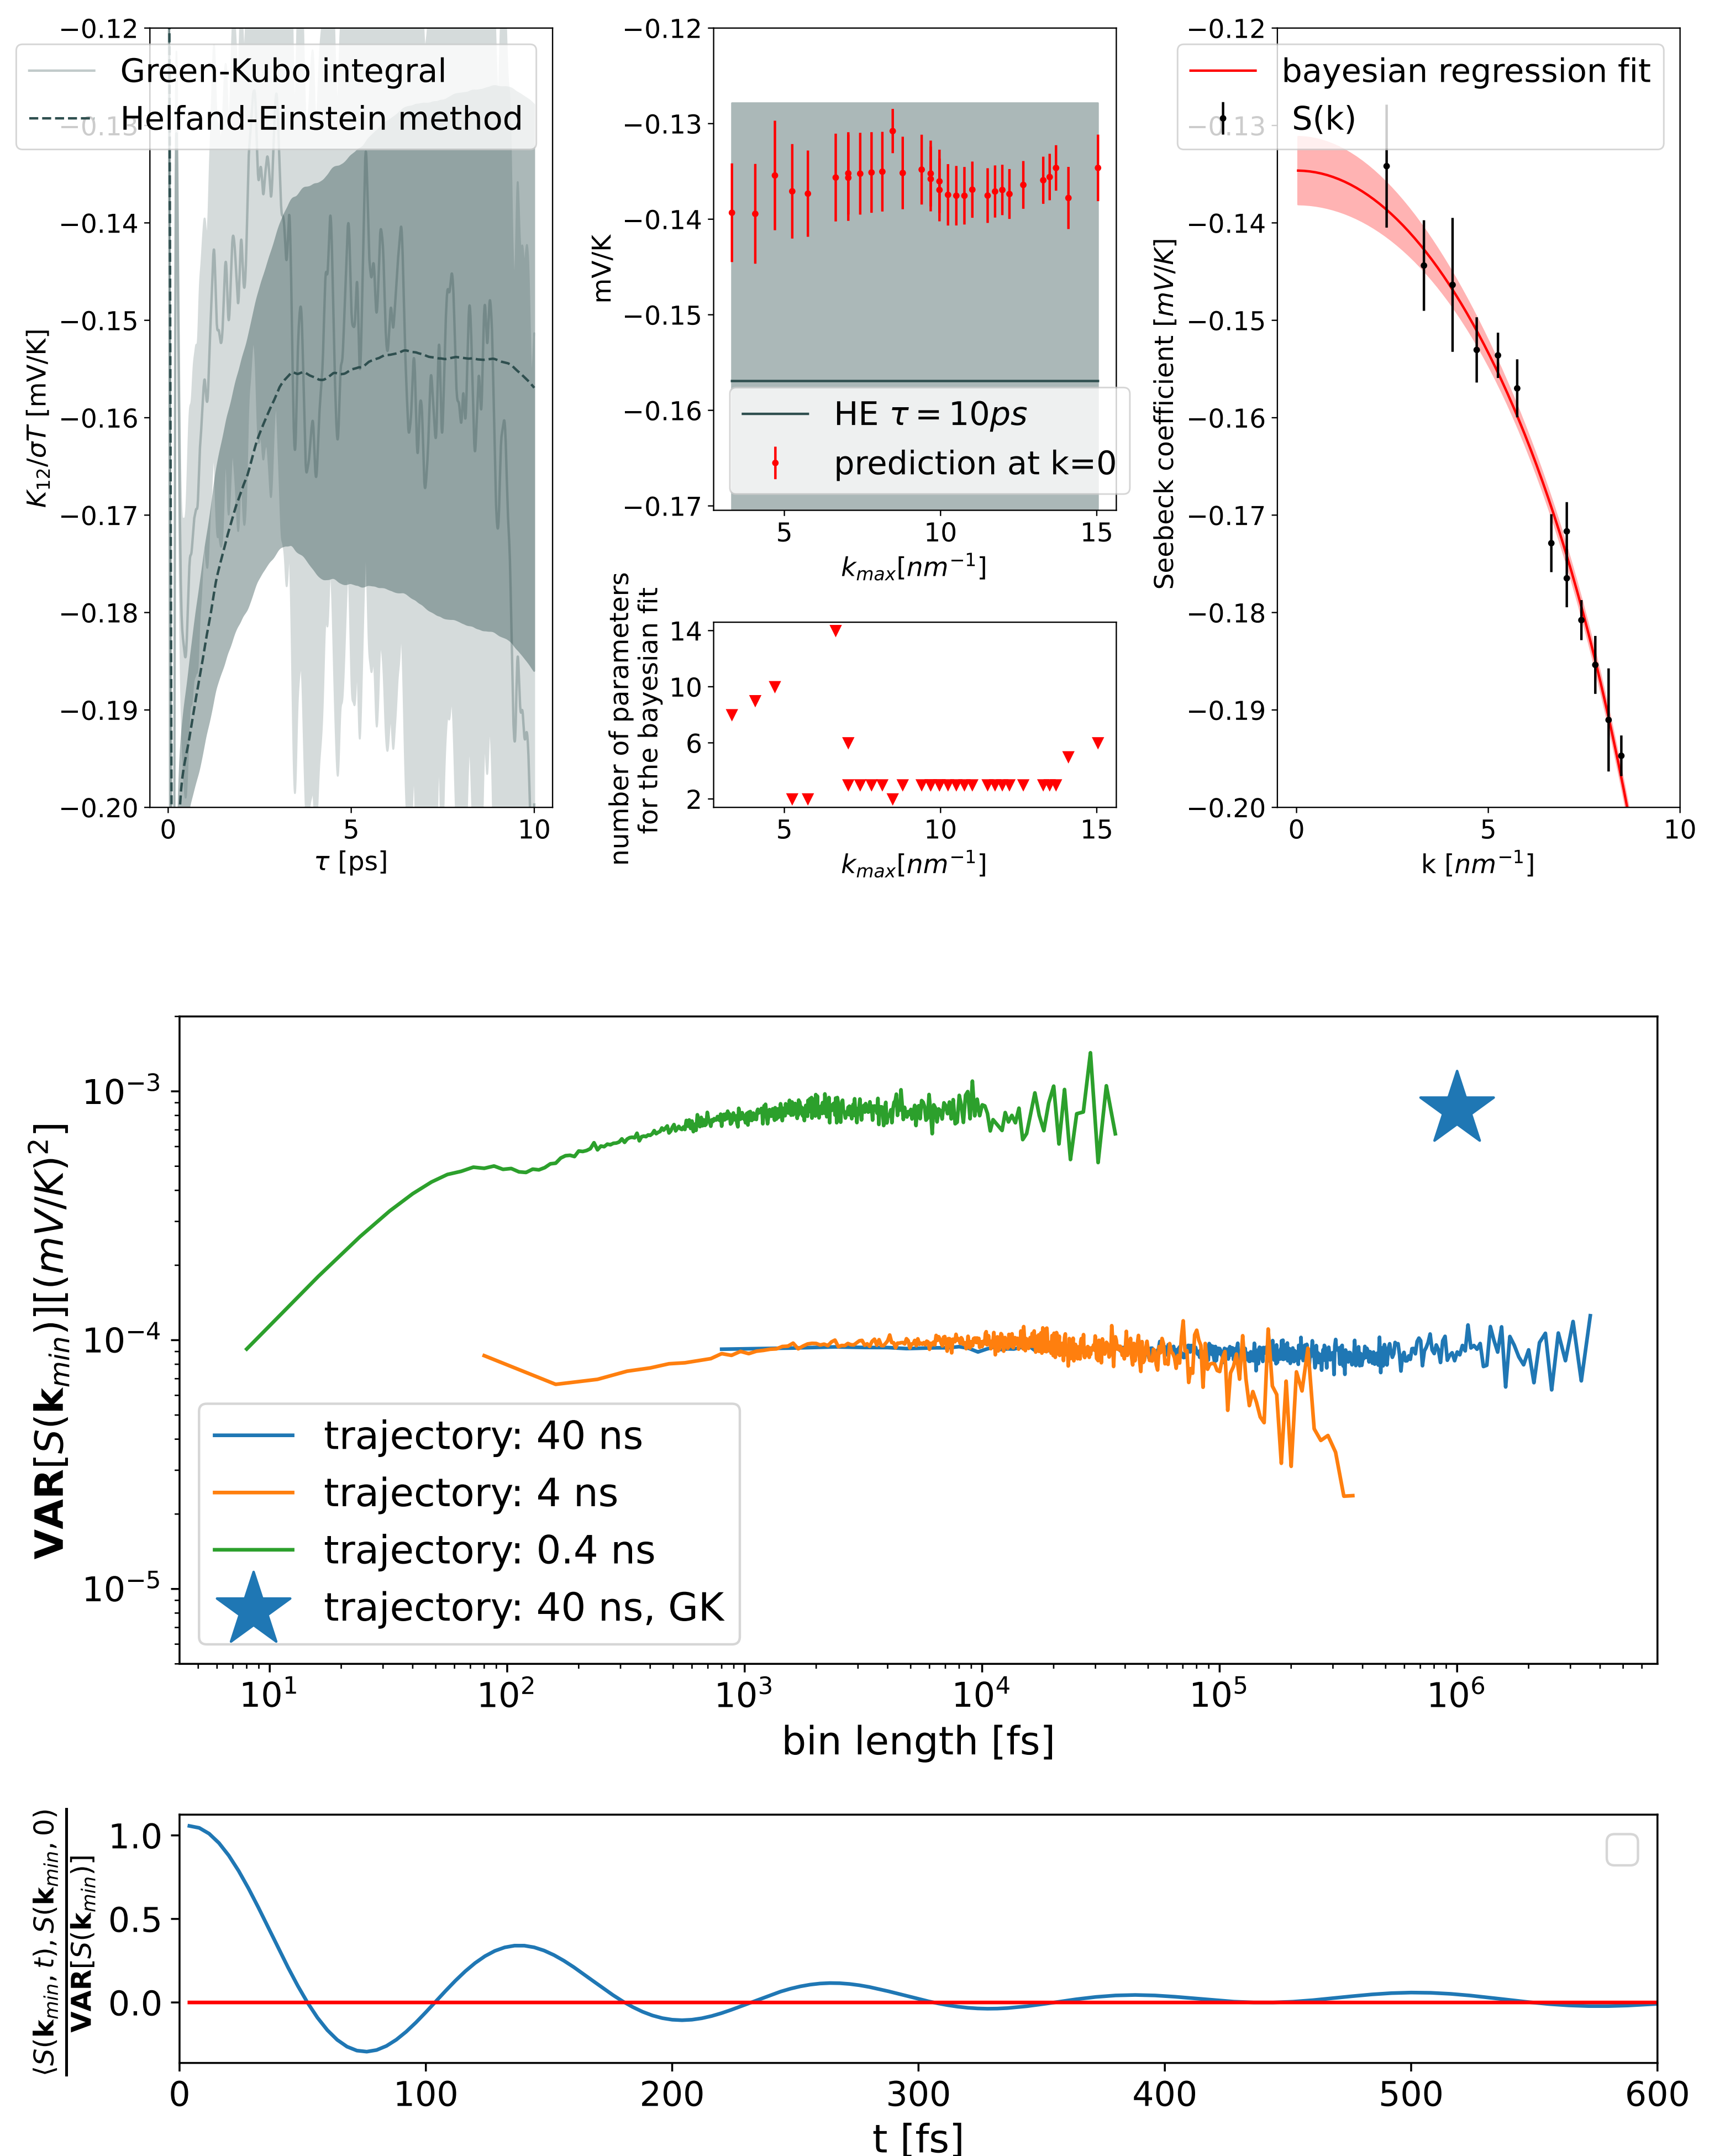 −0.12
−0.13
−0.14
−0.15
−0.16
−0.17
−0.18
−0.19
−0.20
K₁₂/σT [mV/K]
Green-Kubo integral
Helfand-Einstein method
0 5 10
τ [ps]
−0.12
−0.13
−0.14
−0.15
−0.16
−0.17
mV/K
HE τ = 10ps
prediction at k=0
5 10 15
k_max[nm⁻¹]
number of parameters
for the bayesian fit
14
10
6
2
5 10 15
k_max[nm⁻¹]
−0.12
−0.13
−0.14
−0.15
−0.16
−0.17
−0.18
−0.19
−0.20
Seebeck coefficient [mV/K]
bayesian regression fit
S(k)
0 5 10
k [nm⁻¹]
10⁻³
10⁻⁴
10⁻⁵
VAR[S(k_min)][(mV/K)²]
trajectory: 40 ns
trajectory: 4 ns
trajectory: 0.4 ns
trajectory: 40 ns, GK
10¹ 10² 10³ 10⁴ 10⁵ 10⁶
bin length [fs]
⟨S(k_min, t), S(k_min, 0)
VAR[S(k_min)]
1.0
0.5
0.0
0 100 200 300 400 500 600
t [fs]